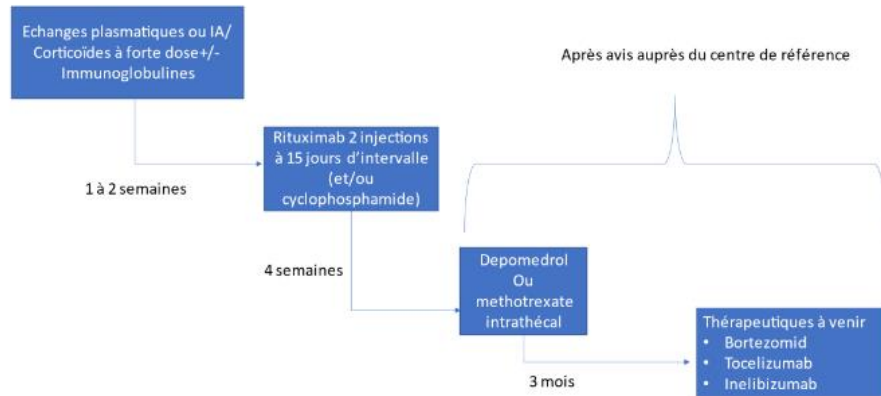 Echanges plasmatiques ou IA/
Corticoïdes à forte dose+/-
Immunoglobulines
Après avis auprès du centre de référence
Rituximab 2 injections
à 15 jours d'intervalle
(et/ou
cyclophosphamide)
1 à 2 semaines
4 semaines
Depomedrol
Ou
methotrexate
intrathécal
Thérapeutiques à venir
• Bortezomid
• Tocelizumab
• Inelibizumab
3 mois